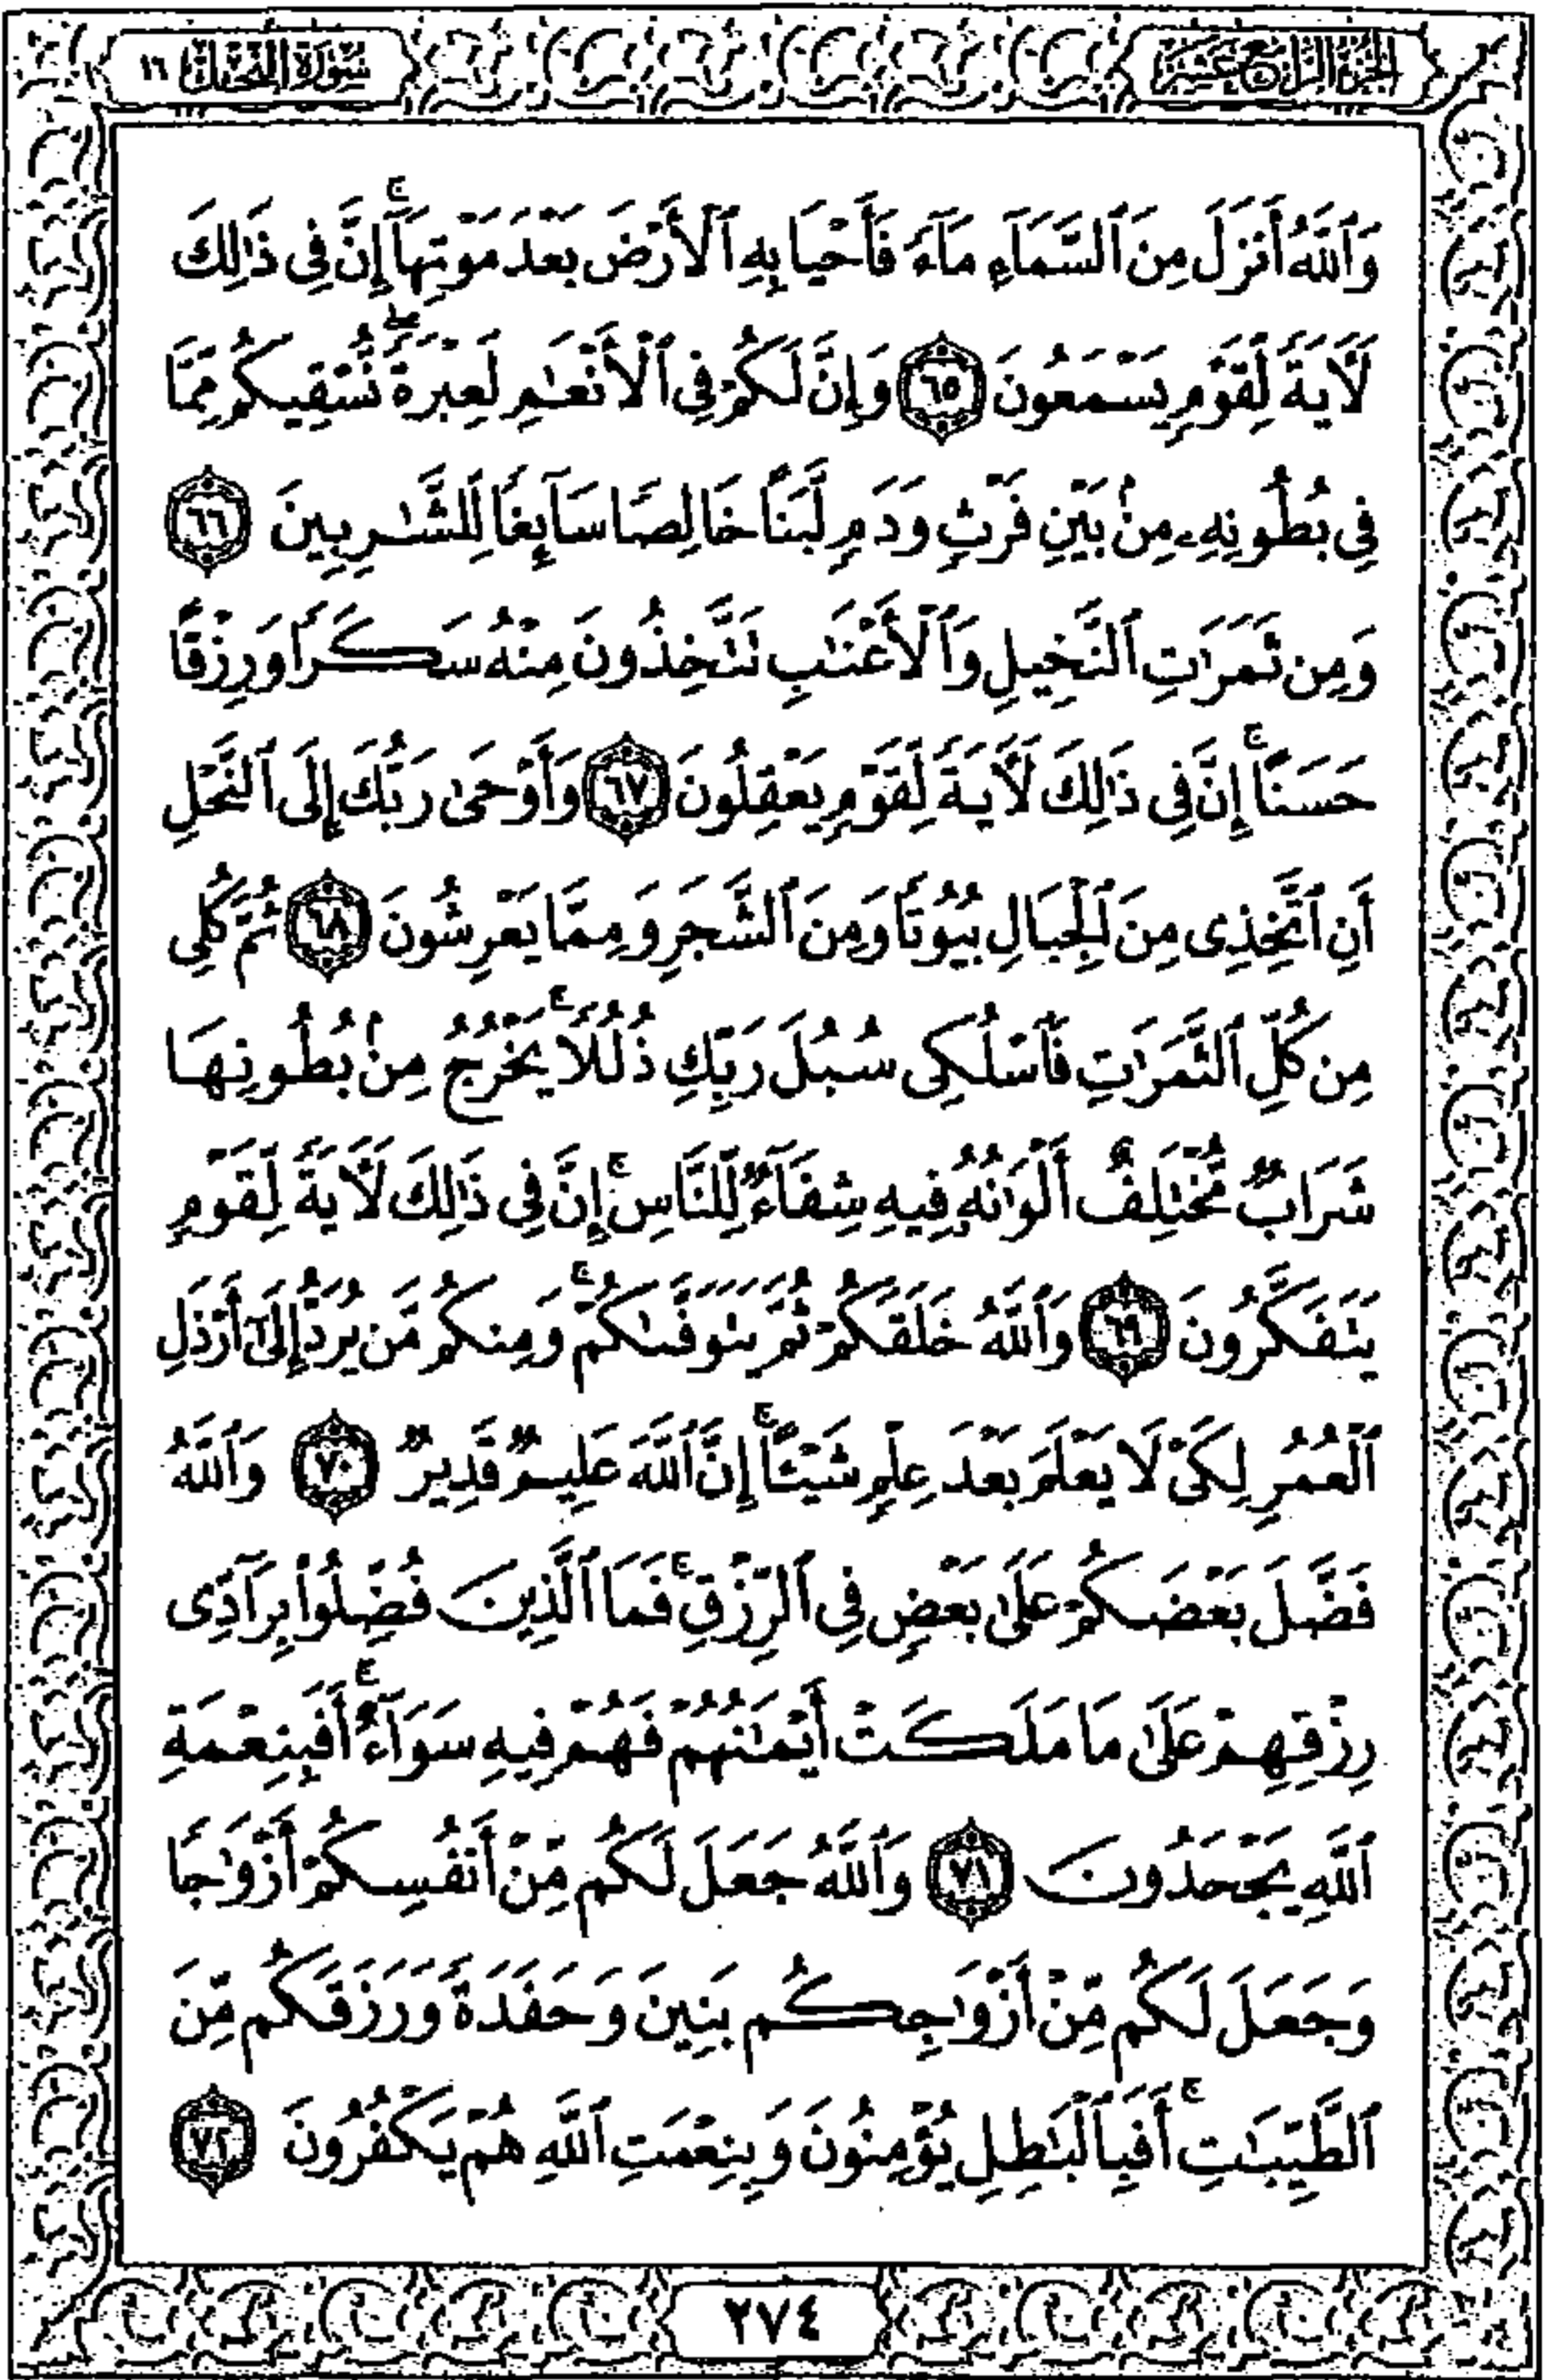 الجزء الرابع عشر
سورة النحل ١٦
وَٱللَّهُ أَنزَلَ مِنَ ٱلسَّمَآءِ مَآءً فَأَحْيَا بِهِ ٱلْأَرْضَ بَعْدَ مَوْتِهَآ ۚ إِنَّ فِى ذَٰلِكَ
لَـَٔايَةً لِّقَوْمٍ يَسْمَعُونَ ٦٥ وَإِنَّ لَكُمْ فِى ٱلْأَنْعَٰمِ لَعِبْرَةً ۖ نُّسْقِيكُم مِّمَّا
فِى بُطُونِهِۦ مِنۢ بَيْنِ فَرْثٍ وَدَمٍ لَّبَنًا خَالِصًا سَآئِغًا لِّلشَّٰرِبِينَ ٦٦
وَمِن ثَمَرَٰتِ ٱلنَّخِيلِ وَٱلْأَعْنَٰبِ تَتَّخِذُونَ مِنْهُ سَكَرًا وَرِزْقًا
حَسَنًا ۗ إِنَّ فِى ذَٰلِكَ لَـَٔايَةً لِّقَوْمٍ يَعْقِلُونَ ٦٧ وَأَوْحَىٰ رَبُّكَ إِلَى ٱلنَّحْلِ
أَنِ ٱتَّخِذِى مِنَ ٱلْجِبَالِ بُيُوتًا وَمِنَ ٱلشَّجَرِ وَمِمَّا يَعْرِشُونَ ٦٨ ثُمَّ كُلِى
مِن كُلِّ ٱلثَّمَرَٰتِ فَٱسْلُكِى سُبُلَ رَبِّكِ ذُلُلًا ۚ يَخْرُجُ مِنۢ بُطُونِهَا
شَرَابٌ مُّخْتَلِفٌ أَلْوَٰنُهُۥ فِيهِ شِفَآءٌ لِّلنَّاسِ ۗ إِنَّ فِى ذَٰلِكَ لَـَٔايَةً لِّقَوْمٍ
يَتَفَكَّرُونَ ٦٩ وَٱللَّهُ خَلَقَكُمْ ثُمَّ يَتَوَفَّىٰكُمْ ۚ وَمِنكُم مَّن يُرَدُّ إِلَىٰٓ أَرْذَلِ
ٱلْعُمُرِ لِكَىْ لَا يَعْلَمَ بَعْدَ عِلْمٍ شَيْـًٔا ۚ إِنَّ ٱللَّهَ عَلِيمٌ قَدِيرٌ ٧٠ وَٱللَّهُ
فَضَّلَ بَعْضَكُمْ عَلَىٰ بَعْضٍ فِى ٱلرِّزْقِ ۚ فَمَا ٱلَّذِينَ فُضِّلُوا۟ بِرَآدِّى
رِزْقِهِمْ عَلَىٰ مَا مَلَكَتْ أَيْمَٰنُهُمْ فَهُمْ فِيهِ سَوَآءٌ ۚ أَفَبِنِعْمَةِ
ٱللَّهِ يَجْحَدُونَ ٧١ وَٱللَّهُ جَعَلَ لَكُم مِّنْ أَنفُسِكُمْ أَزْوَٰجًا
وَجَعَلَ لَكُم مِّنْ أَزْوَٰجِكُم بَنِينَ وَحَفَدَةً وَرَزَقَكُم مِّنَ
ٱلطَّيِّبَٰتِ ۚ أَفَبِٱلْبَٰطِلِ يُؤْمِنُونَ وَبِنِعْمَتِ ٱللَّهِ هُمْ يَكْفُرُونَ ٧٢
٢٧٤